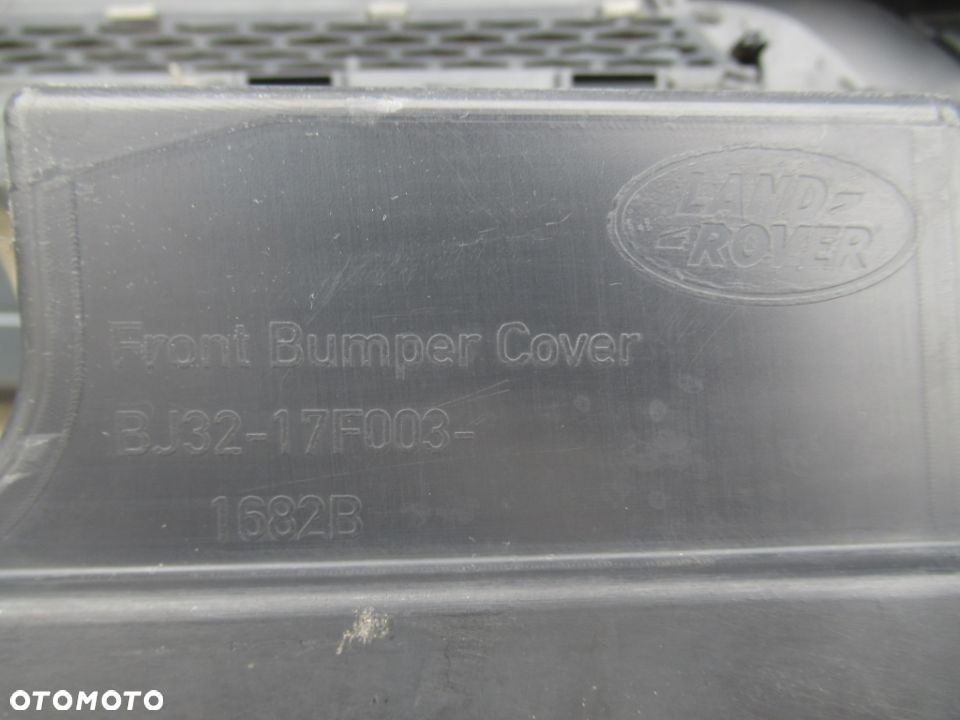 LAND
ROVER
Front Bumper Cover
BJ32-17F003-
1682B
OTOMOTO